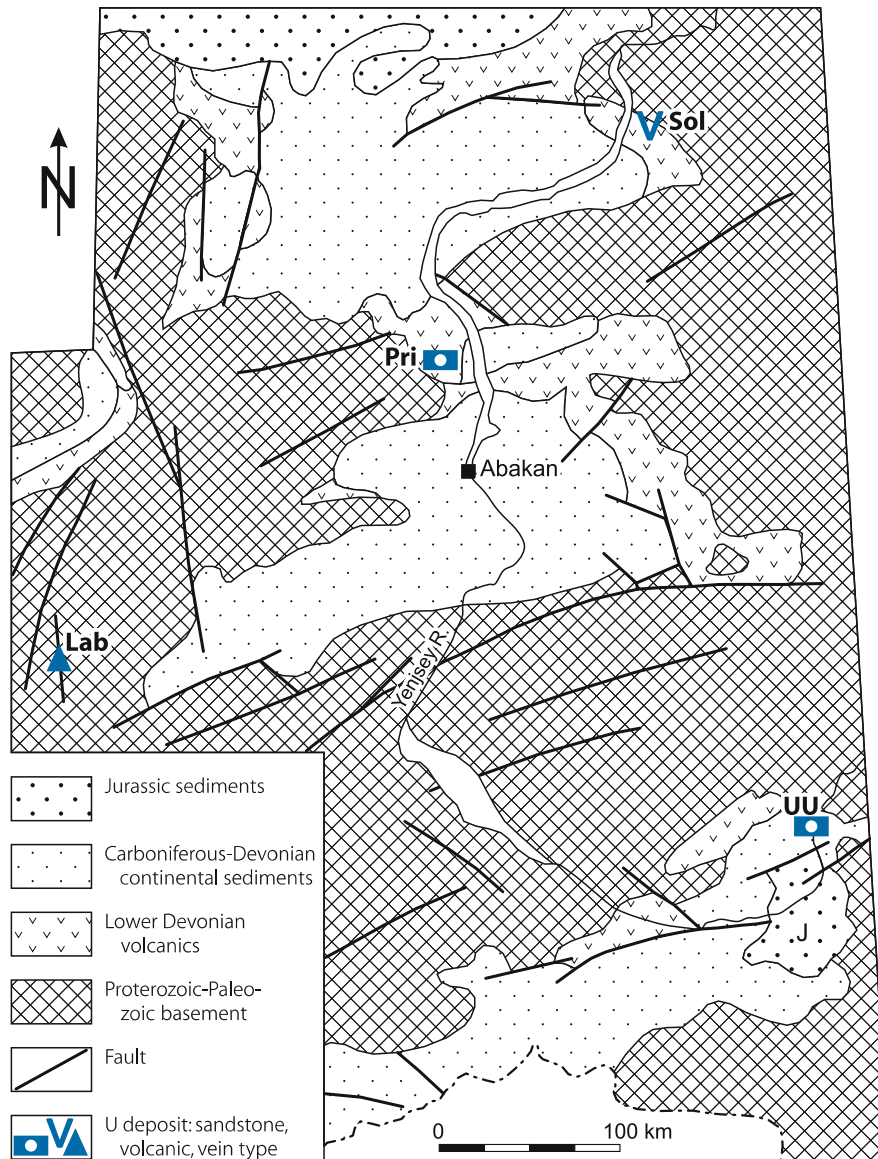 N
V Sol
Pri
Abakan
Lab
Yenisey R.
UU
J
Jurassic sediments
Carboniferous-Devonian
continental sediments
Lower Devonian
volcanics
Proterozoic-Paleo-
zoic basement
Fault
V
U deposit: sandstone,
volcanic, vein type
0 100 km